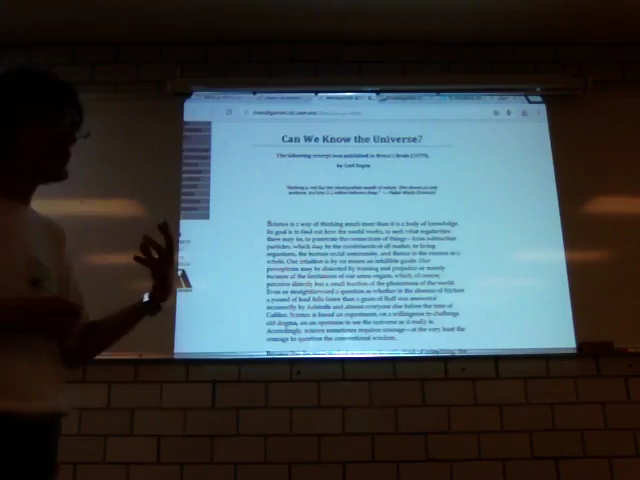 Can We Know the Universe?
The following excerpt was published in Broca's Brain (1979).
by Carl Sagan
Science is a way of thinking much more than it is a body of knowledge.
Its goal is to find out how the world works, to seek what regularities
there may be, to penetrate the connections of things—from subnuclear
particles, which may be the constituents of all matter, to living
organisms, the human social community, and thence to the cosmos as a
whole. Our intuition is by no means an infallible guide. Our
perceptions may be distorted by training and prejudice or merely
because of the limitations of our sense organs, which, of course,
perceive directly but a small fraction of the phenomena of the world.
Even so straightforward a question as whether in the absence of friction
a pound of lead falls faster than a gram of fluff was answered
incorrectly by Aristotle and almost everyone else before the time of
Galileo. Science is based on experiment, on a willingness to challenge
old dogma, on an openness to see the universe as it really is.
Accordingly, science sometimes requires courage—at the very least the
courage to question the conventional wisdom.